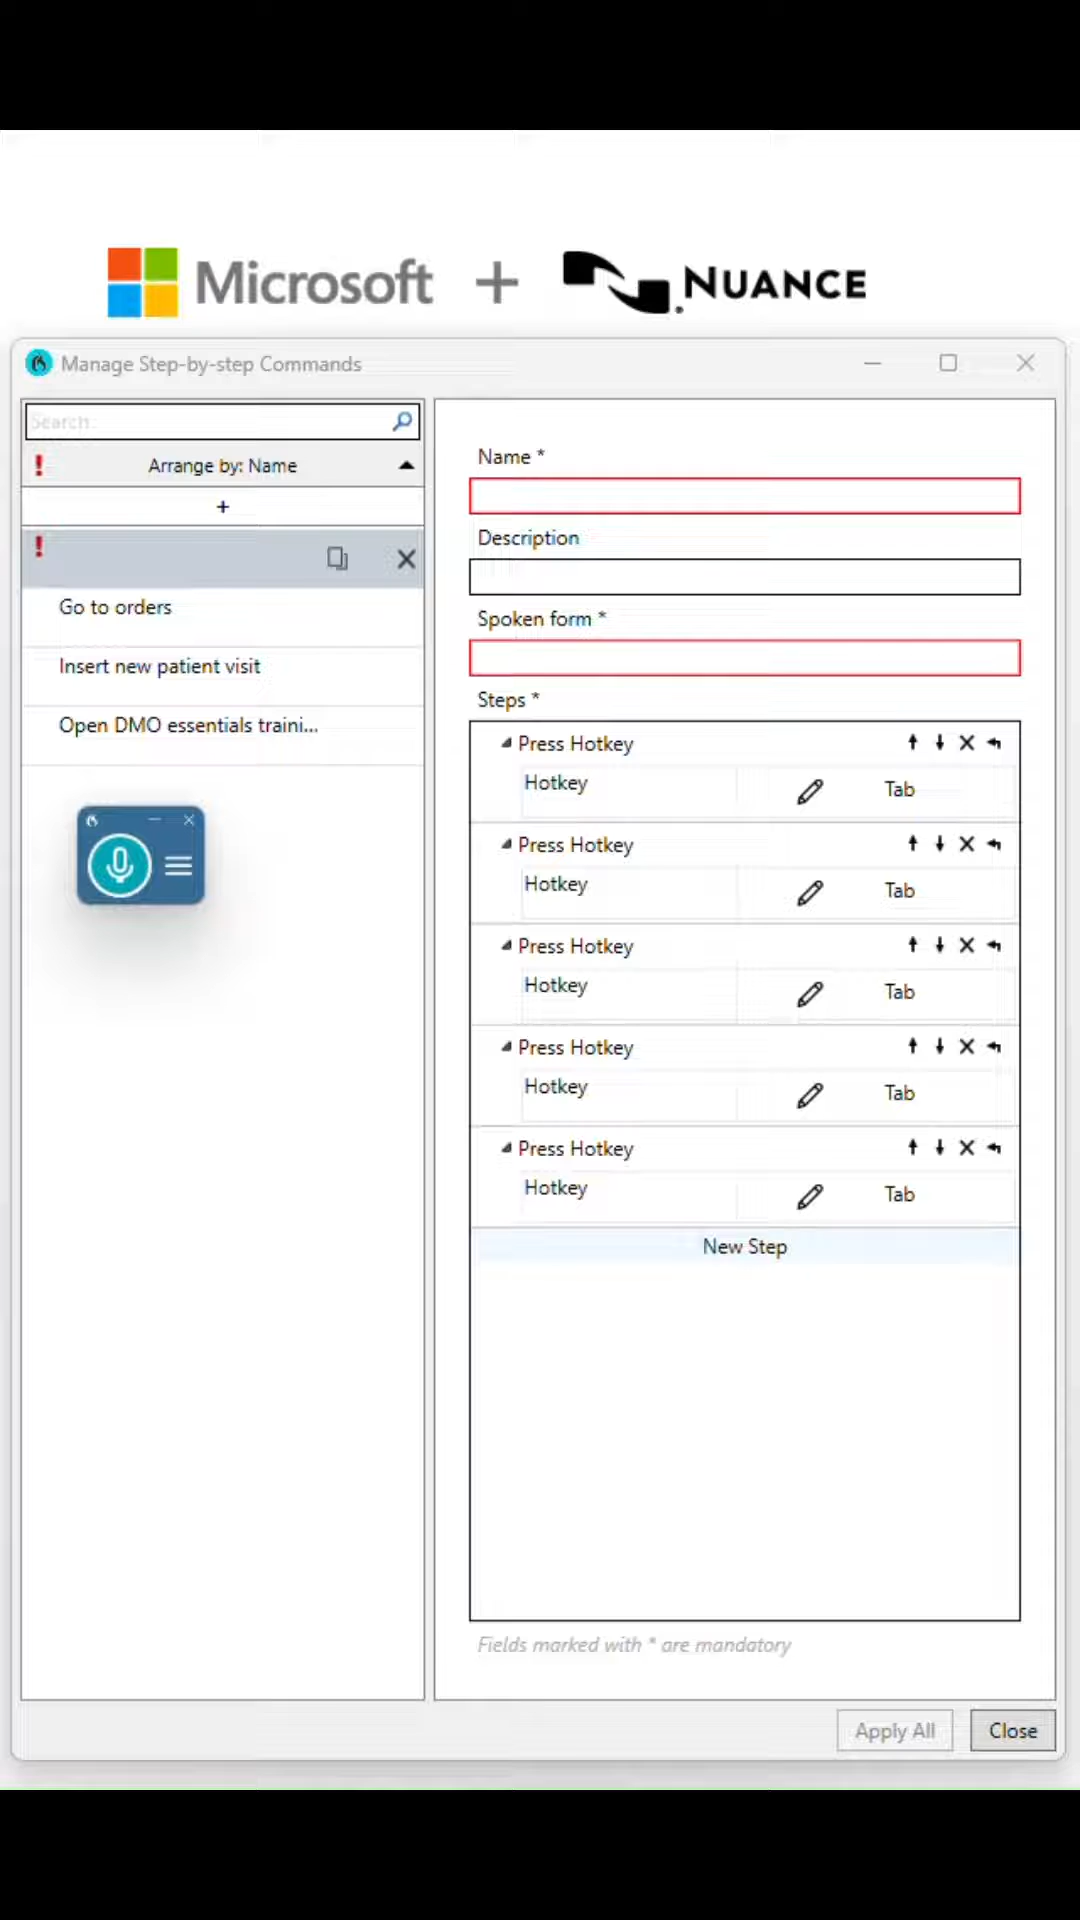 Microsoft + NUANCE
Manage Step-by-step Commands
Search...
Arrange by: Name
+
Go to orders
Insert new patient visit
Open DMO essentials traini...
Name *
Description
Spoken form *
Steps *
Press Hotkey
Hotkey Tab
Press Hotkey
Hotkey Tab
Press Hotkey
Hotkey Tab
Press Hotkey
Hotkey Tab
Press Hotkey
Hotkey Tab
New Step
Fields marked with * are mandatory
Apply All Close